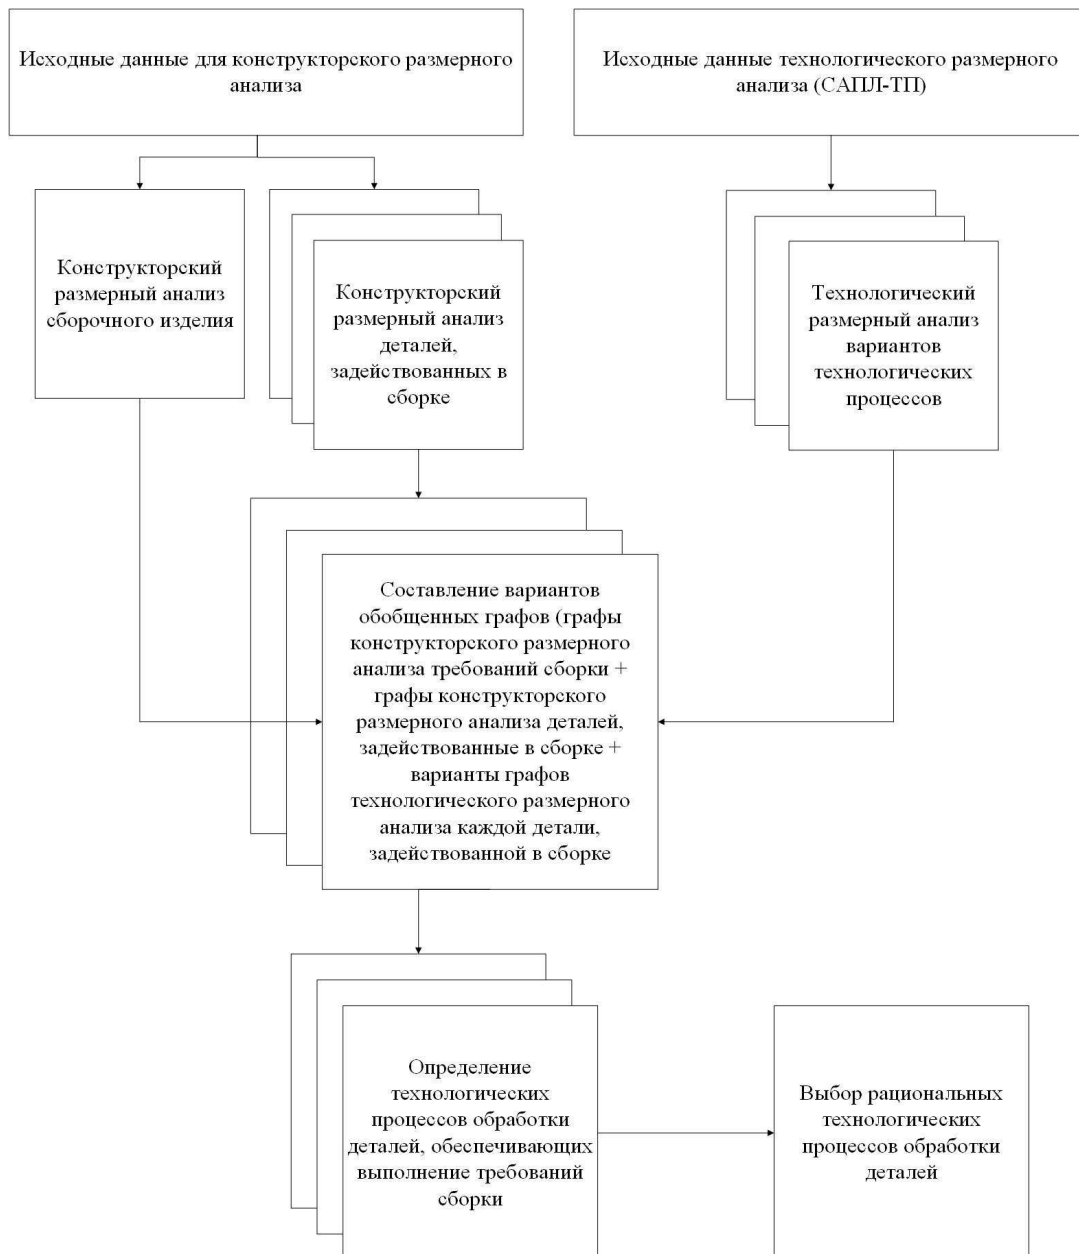 Исходные данные для конструкторского размерного
анализа
Исходные данные технологического размерного
анализа (САПЛ-ТП)
Конструкторский
размерный анализ
сборочного изделия
Конструкторский
размерный анализ
деталей,
задействованных в
сборке
Технологический
размерный анализ
вариантов
технологических
процессов
Составление вариантов
обобщенных графов (графы
конструкторского размерного
анализа требований сборки +
графы конструкторского
размерного анализа деталей,
задействованные в сборке +
варианты графов
технологического размерного
анализа каждой детали,
задействованной в сборке
Определение
технологических
процессов обработки
деталей, обеспечивающих
выполнение требований
сборки
Выбор рациональных
технологических
процессов обработки
деталей